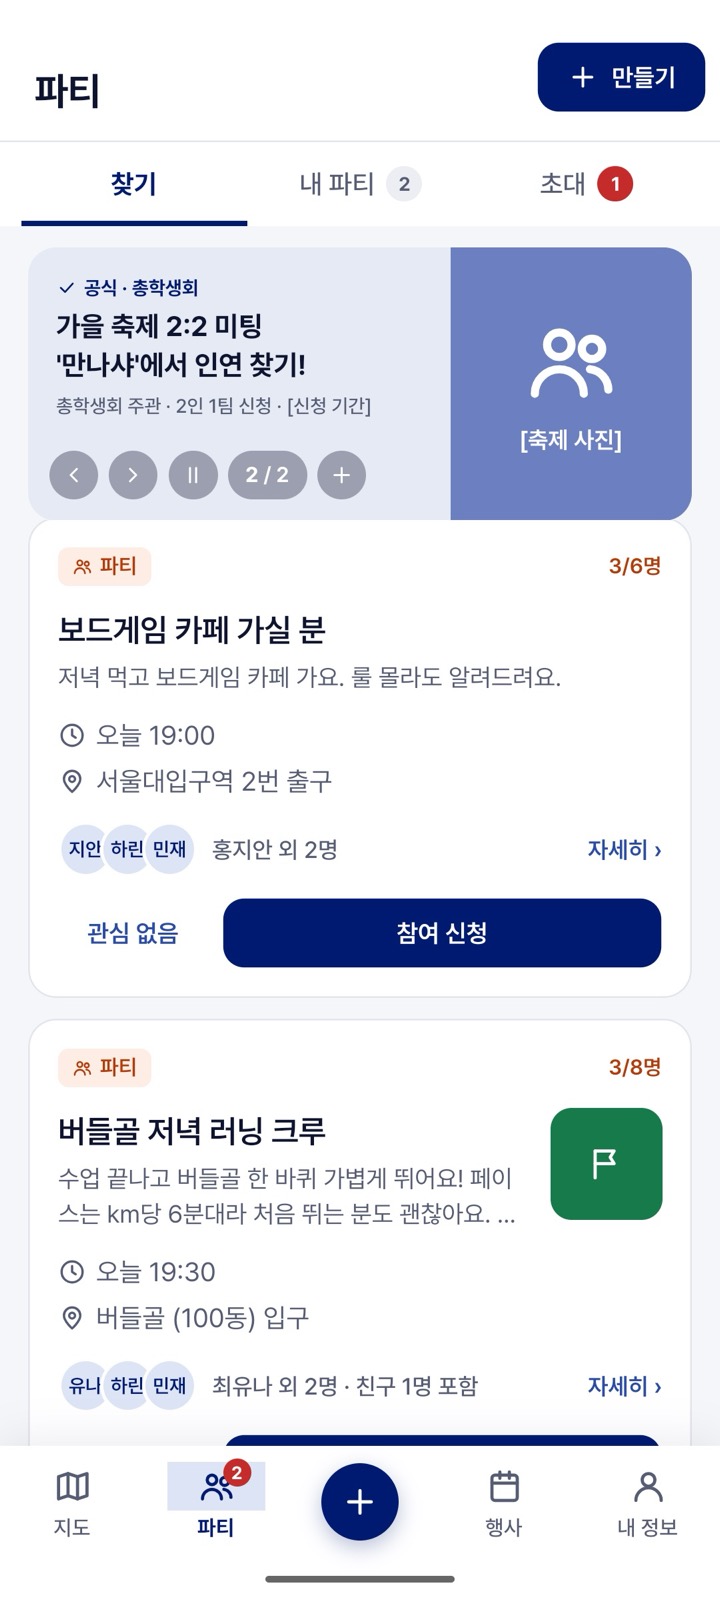 파티
만들기
찾기
내 파티 2
초대 1
공식 · 총학생회
가을 축제 2:2 미팅
'만나샤'에서 인연 찾기!
총학생회 주관 · 2인 1팀 신청 · [신청 기간]
[축제 사진]
2 / 2
파티
3/6명
보드게임 카페 가실 분
저녁 먹고 보드게임 카페 가요. 룰 몰라도 알려드려요.
오늘 19:00
서울대입구역 2번 출구
지안 하린 민재 홍지안 외 2명
자세히 ›
관심 없음
참여 신청
파티
3/8명
버들골 저녁 러닝 크루
수업 끝나고 버들골 한 바퀴 가볍게 뛰어요! 페이
스는 km당 6분대라 처음 뛰는 분도 괜찮아요. ...
오늘 19:30
버들골 (100동) 입구
유나 하린 민재 최유나 외 2명 · 친구 1명 포함
자세히 ›
지도
2
파티
행사
내 정보